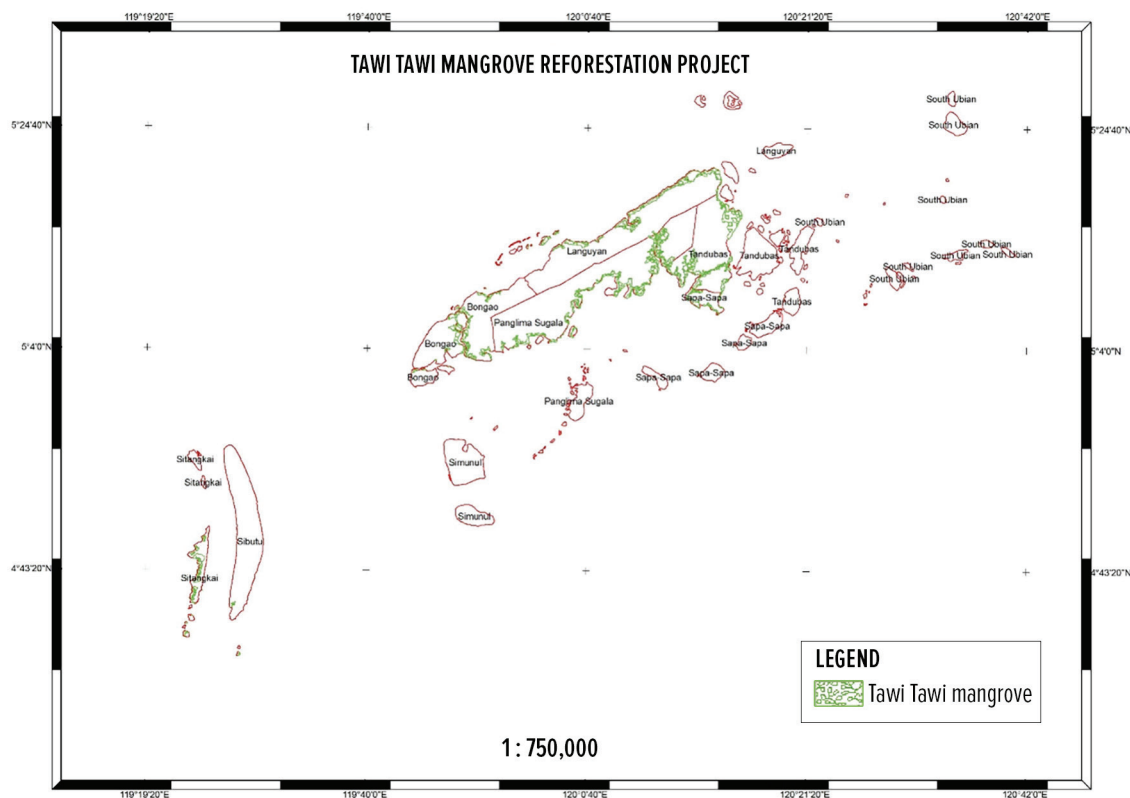 119°19'20"E 119°40'0"E 120°0'40"E 120°21'20"E 120°42'0"E
TAWI TAWI MANGROVE REFORESTATION PROJECT
South Ubian
5°24'40"N South Ubian 5°24'40"N
Languyan
South Ubian
South Ubian
Languyan Tandubas Tandubas Tandubas South Ubian
South Ubian South Ubian
South Ubian
South Ubian
Bongao Sapa-Sapa Tandubas
Panglima Sugala Sapa-Sapa
5°4'0"N Bongao Sapa-Sapa 5°4'0"N
Bongao Sapa-Sapa Sapa-Sapa
Panglima Sugala
Sitangkai Simunul
Sitangkai
Simunul
Sibutu
4°43'20"N Sitangkai 4°43'20"N
LEGEND
Tawi Tawi mangrove
1 : 750,000
119°19'20"E 119°40'0"E 120°0'40"E 120°21'20"E 120°42'0"E